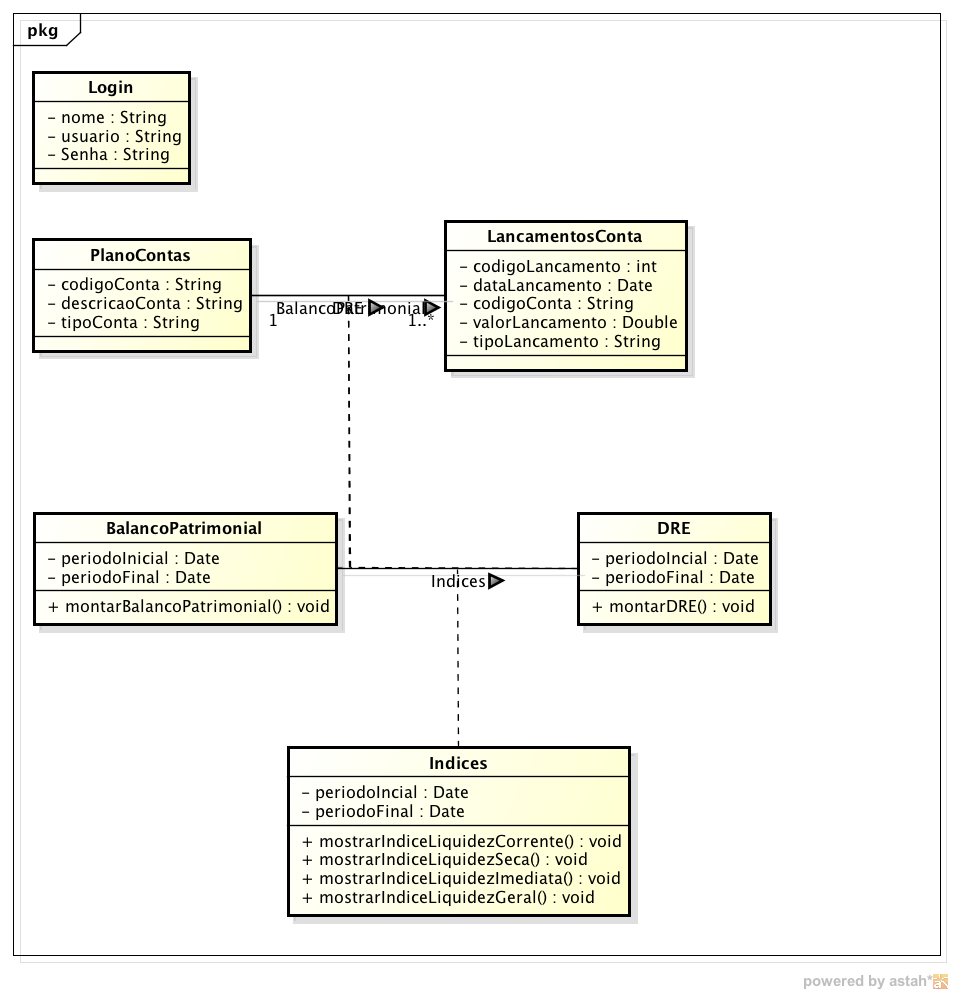 pkg
Login
- nome : String
- usuario : String
- Senha : String
PlanoContas
- codigoConta : String
- descricaoConta : String
- tipoConta : String
LancamentosConta
- codigoLancamento : int
- dataLancamento : Date
- codigoConta : String
- valorLancamento : Double
- tipoLancamento : String
BalancoPatrimonial
DRE
1
1..*
BalancoPatrimonial
- periodoInicial : Date
- periodoFinal : Date
+ montarBalancoPatrimonial() : void
Indices
DRE
- periodoIncial : Date
- periodoFinal : Date
+ montarDRE() : void
Indices
- periodoIncial : Date
- periodoFinal : Date
+ mostrarIndiceLiquidezCorrente() : void
+ mostrarIndiceLiquidezSeca() : void
+ mostrarIndiceLiquidezImediata() : void
+ mostrarIndiceLiquidezGeral() : void
powered by astah*